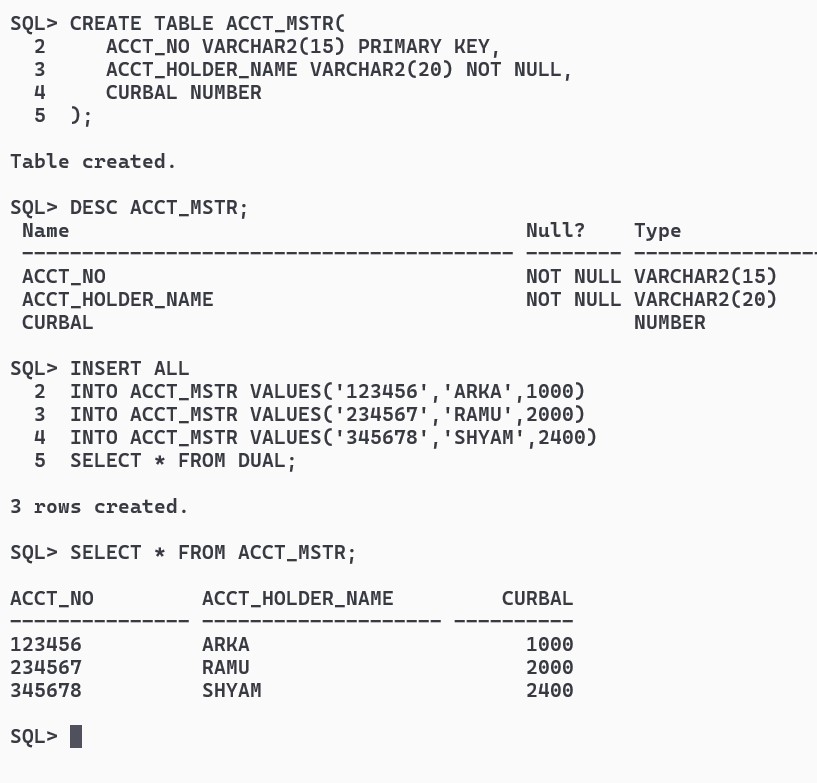 SQL> CREATE TABLE ACCT_MSTR(
  2     ACCT_NO VARCHAR2(15) PRIMARY KEY,
  3     ACCT_HOLDER_NAME VARCHAR2(20) NOT NULL,
  4     CURBAL NUMBER
  5  );
Table created.
SQL> DESC ACCT_MSTR;
 Name                                      Null?    Type
 ----------------------------------------- -------- ----------------
 ACCT_NO                                   NOT NULL VARCHAR2(15)
 ACCT_HOLDER_NAME                          NOT NULL VARCHAR2(20)
 CURBAL                                             NUMBER
SQL> INSERT ALL
  2  INTO ACCT_MSTR VALUES('123456','ARKA',1000)
  3  INTO ACCT_MSTR VALUES('234567','RAMU',2000)
  4  INTO ACCT_MSTR VALUES('345678','SHYAM',2400)
  5  SELECT * FROM DUAL;
3 rows created.
SQL> SELECT * FROM ACCT_MSTR;
ACCT_NO         ACCT_HOLDER_NAME         CURBAL
--------------- -------------------- ----------
123456          ARKA                       1000
234567          RAMU                       2000
345678          SHYAM                      2400
SQL>